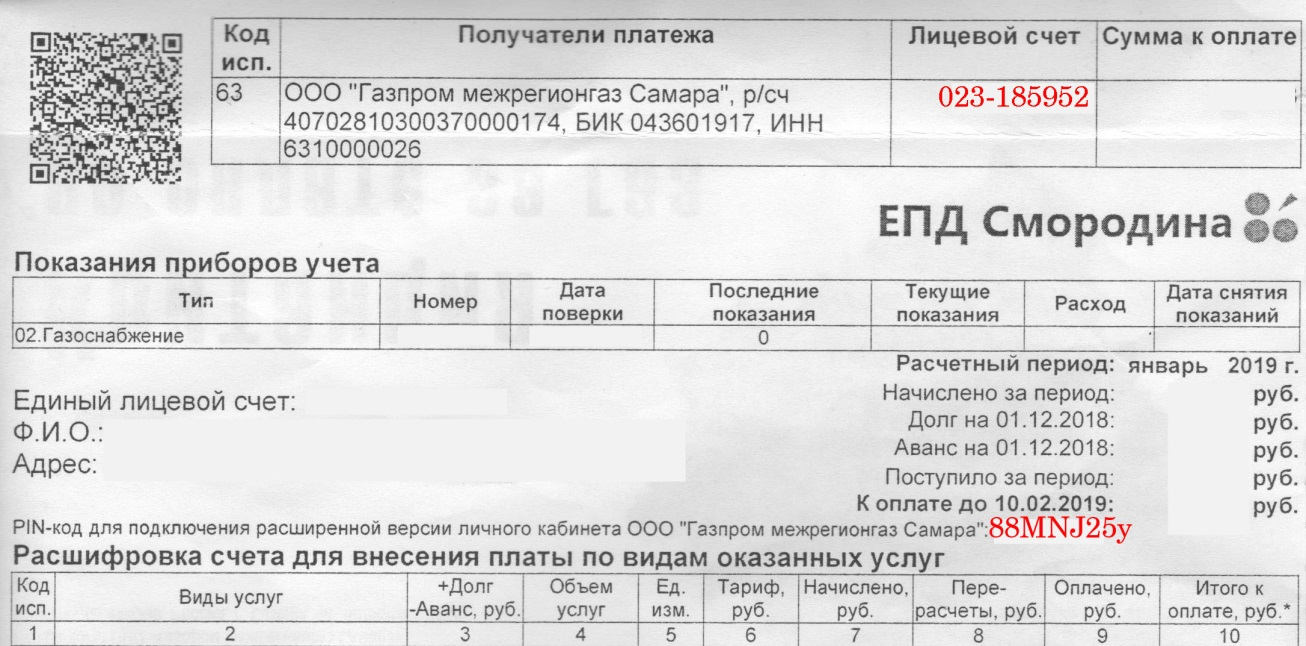 Код исп. Получатели платежа Лицевой счет Сумма к оплате
63 ООО "Газпром межрегионгаз Самара", р/сч 023-185952
40702810300370000174, БИК 043601917, ИНН
6310000026
ЕПД Смородина
Показания приборов учета
Тип Номер Дата поверки Последние показания Текущие показания Расход Дата снятия показаний
02.Газоснабжение 0
Расчетный период: январь 2019 г.
Начислено за период: руб.
Единый лицевой счет:
Долг на 01.12.2018: руб.
Ф.И.О.:
Аванс на 01.12.2018: руб.
Адрес:
Поступило за период: руб.
К оплате до 10.02.2019: руб.
PIN-код для подключения расширенной версии личного кабинета ООО "Газпром межрегионгаз Самара":88MNJ25y
Расшифровка счета для внесения платы по видам оказанных услуг
Код исп. Виды услуг +Долг -Аванс, руб. Объем услуг Ед. изм. Тариф, руб. Начислено, руб. Пере- расчеты, руб. Оплачено, руб. Итого к оплате, руб.*
1 2 3 4 5 6 7 8 9 10